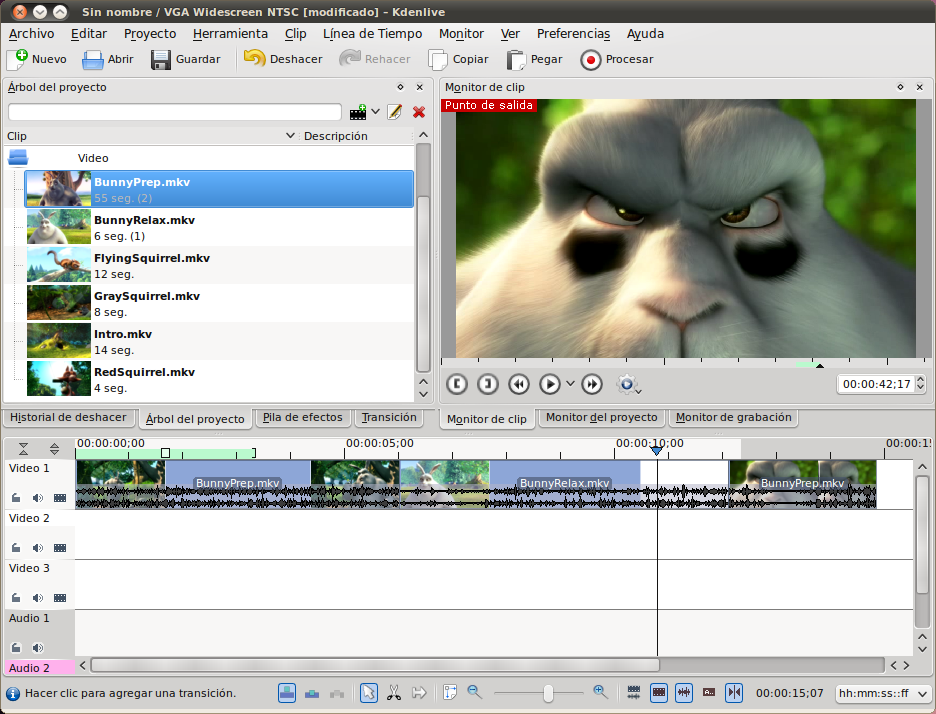 Sin nombre / VGA Widescreen NTSC [modificado] – Kdenlive
Archivo Editar Proyecto Herramienta Clip Línea de Tiempo Monitor Ver Preferencias Ayuda
Nuevo Abrir Guardar Deshacer Rehacer Copiar Pegar Procesar
Árbol del proyecto
Monitor de clip
Punto de salida
Clip Descripción
Video
BunnyPrep.mkv
55 seg. (2)
BunnyRelax.mkv
6 seg. (1)
FlyingSquirrel.mkv
12 seg.
GraySquirrel.mkv
8 seg.
Intro.mkv
14 seg.
RedSquirrel.mkv
4 seg.
00:00:42;17
Historial de deshacer Árbol del proyecto Pila de efectos Transición
Monitor de clip Monitor del proyecto Monitor de grabación
00:00:00;00 00:00:05;00 00:00:10;00 00:00:15
Video 1
BunnyPrep.mkv BunnyRelax.mkv BunnyPrep.mkv
Video 2
Video 3
Audio 1
Audio 2
Hacer clic para agregar una transición.
00:00:15;07 hh:mm:ss::ff